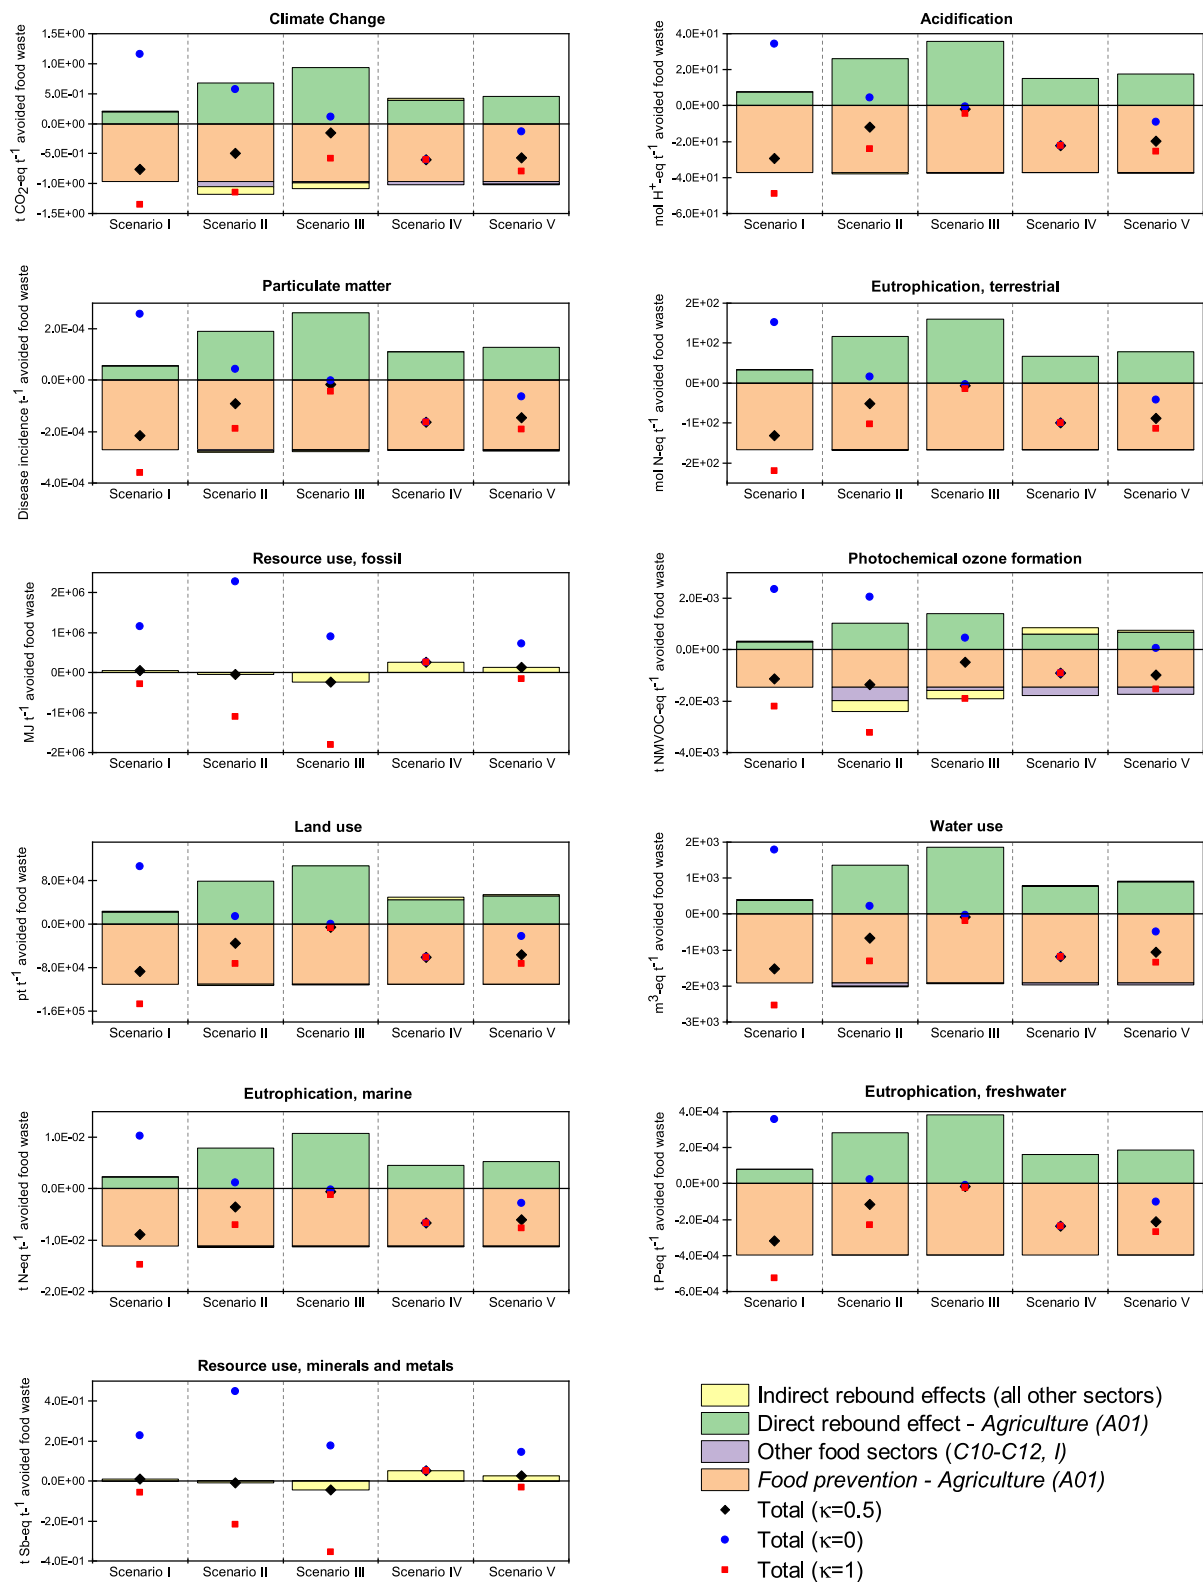 Climate Change
t CO2-eq t-1 avoided food waste
1.5E+00
1.0E+00
5.0E-01
0.0E+00
-5.0E-01
-1.0E+00
-1.5E+00
Scenario I Scenario II Scenario III Scenario IV Scenario V
Acidification
mol H+-eq t-1 avoided food waste
4.0E+01
2.0E+01
0.0E+00
-2.0E+01
-4.0E+01
-6.0E+01
Scenario I Scenario II Scenario III Scenario IV Scenario V
Particulate matter
Disease incidence t-1 avoided food waste
2.0E-04
0.0E+00
-2.0E-04
-4.0E-04
Scenario I Scenario II Scenario III Scenario IV Scenario V
Eutrophication, terrestrial
mol N-eq t-1 avoided food waste
2E+02
1E+02
0E+00
-1E+02
-2E+02
Scenario I Scenario II Scenario III Scenario IV Scenario V
Resource use, fossil
MJ t-1 avoided food waste
2E+06
1E+06
0E+00
-1E+06
-2E+06
Scenario I Scenario II Scenario III Scenario IV Scenario V
Photochemical ozone formation
t NMVOC-eq t-1 avoided food waste
2.0E-03
0.0E+00
-2.0E-03
-4.0E-03
Scenario I Scenario II Scenario III Scenario IV Scenario V
Land use
pt t-1 avoided food waste
8.0E+04
0.0E+00
-8.0E+04
-1.6E+05
Scenario I Scenario II Scenario III Scenario IV Scenario V
Water use
m3-eq t-1 avoided food waste
2E+03
1E+03
0E+00
-1E+03
-2E+03
-3E+03
Scenario I Scenario II Scenario III Scenario IV Scenario V
Eutrophication, marine
t N-eq t-1 avoided food waste
1.0E-02
0.0E+00
-1.0E-02
-2.0E-02
Scenario I Scenario II Scenario III Scenario IV Scenario V
Eutrophication, freshwater
t P-eq t-1 avoided food waste
4.0E-04
2.0E-04
0.0E+00
-2.0E-04
-4.0E-04
-6.0E-04
Scenario I Scenario II Scenario III Scenario IV Scenario V
Resource use, minerals and metals
t Sb-eq t-1 avoided food waste
4.0E-01
2.0E-01
0.0E+00
-2.0E-01
-4.0E-01
Scenario I Scenario II Scenario III Scenario IV Scenario V
Indirect rebound effects (all other sectors)
Direct rebound effect - Agriculture (A01)
Other food sectors (C10-C12, I)
Food prevention - Agriculture (A01)
Total (κ=0.5)
Total (κ=0)
Total (κ=1)